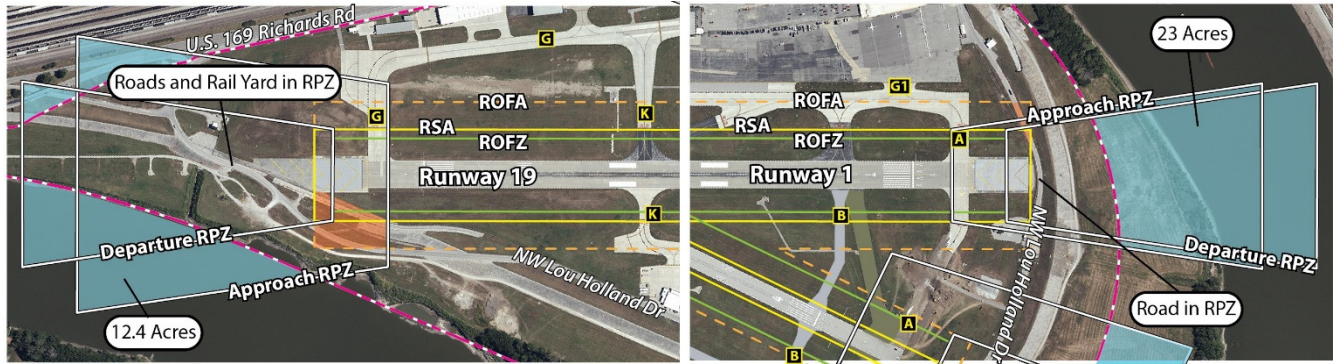 U.S. 169 Richards Rd
Roads and Rail Yard in RPZ
G
ROFA
G
K
RSA
ROFZ
Runway 19
K
Departure RPZ
Approach RPZ
NW Lou Holland Dr
12.4 Acres
23 Acres
G1
ROFA
Approach RPZ
RSA
A
ROFZ
Runway 1
B
NW Lou Holland Dr
Departure RPZ
Road in RPZ
A
B